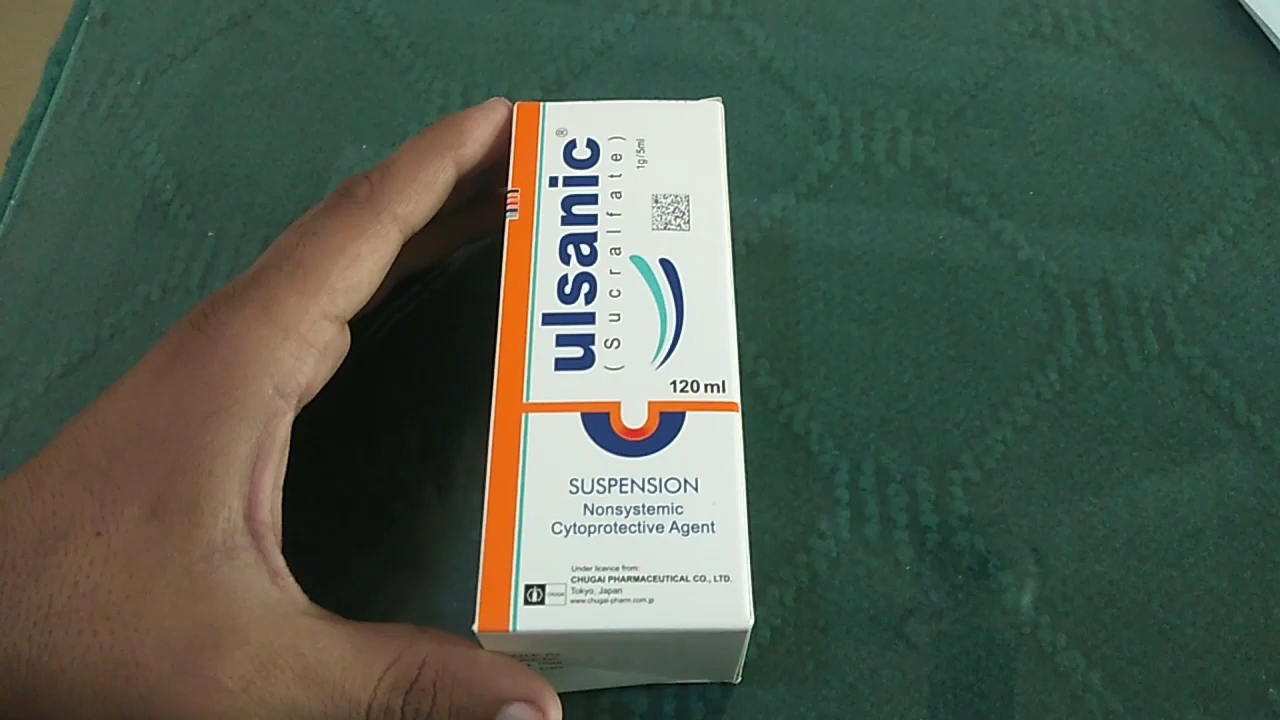 ulsanic®
(Sucralfate)
1g/5ml
120 ml
SUSPENSION
Nonsystemic
Cytoprotective Agent
Under licence from:
CHUGAI PHARMACEUTICAL CO., LTD.
Tokyo, Japan
www.chugai-pharm.com.jp
CHUGAI